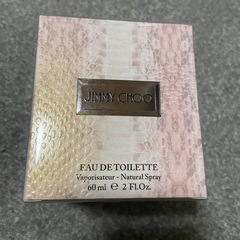 JIMMY CHOO
EAU DE TOILETTE
Vaporisateur - Natural Spray
60 ml ℮ 2 Fl.Oz.